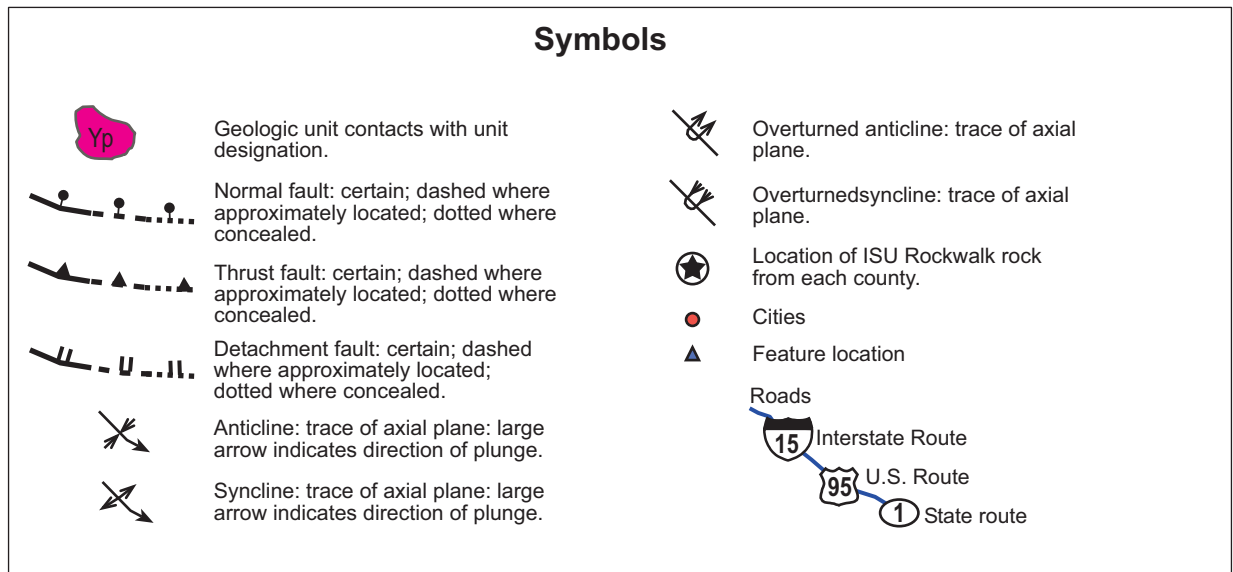 Symbols
Yp
Geologic unit contacts with unit
designation.
Normal fault: certain; dashed where
approximately located; dotted where
concealed.
Thrust fault: certain; dashed where
approximately located; dotted where
concealed.
Detachment fault: certain; dashed
where approximately located;
dotted where concealed.
Anticline: trace of axial plane: large
arrow indicates direction of plunge.
Syncline: trace of axial plane: large
arrow indicates direction of plunge.
Overturned anticline: trace of axial
plane.
Overturnedsyncline: trace of axial
plane.
Location of ISU Rockwalk rock
from each county.
Cities
Feature location
Roads
15 Interstate Route
95 U.S. Route
1 State route